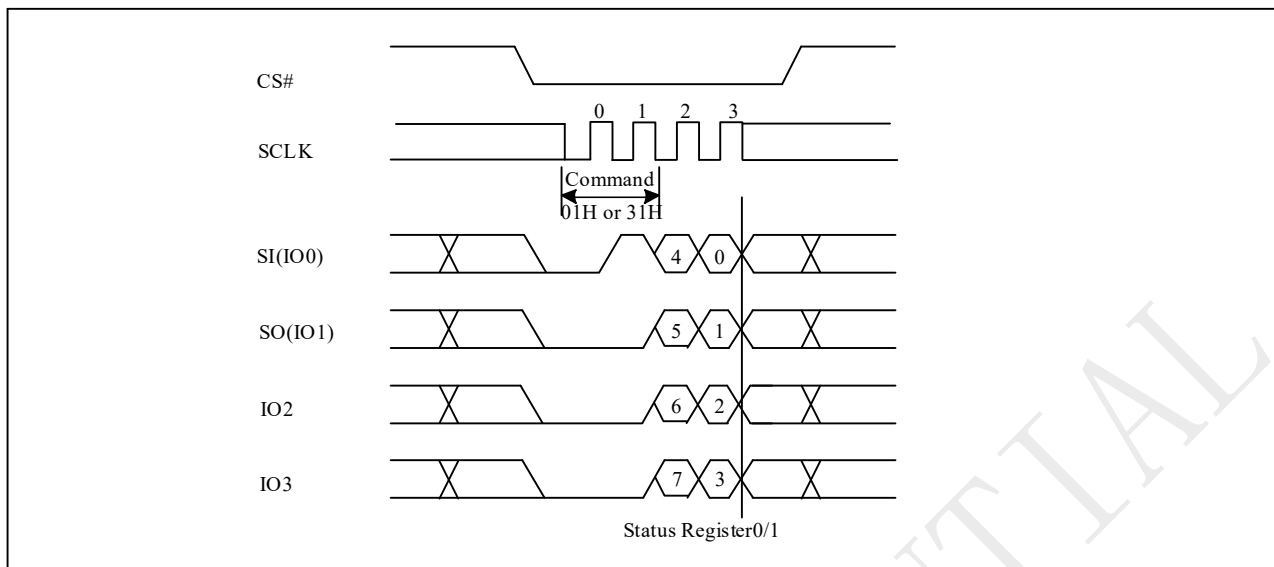 CS#
0 1 2 3
SCLK
Command
01H or 31H
SI(IO0) 4 0
SO(IO1) 5 1
IO2 6 2
IO3 7 3
Status Register0/1
NTIAL